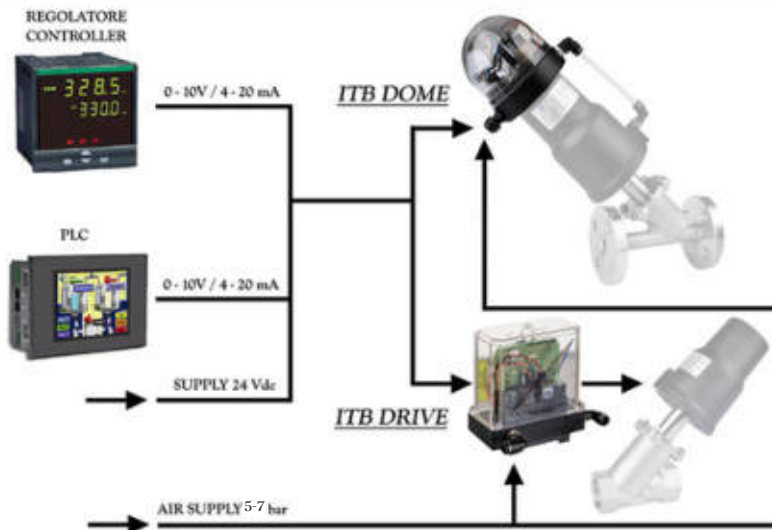 REGOLATORE
CONTROLLER
328.5
330.0
0 - 10V / 4 - 20 mA
ITB DOME
PLC
0 - 10V / 4 - 20 mA
SUPPLY 24 Vdc
ITB DRIVE
AIR SUPPLY 5-7 bar